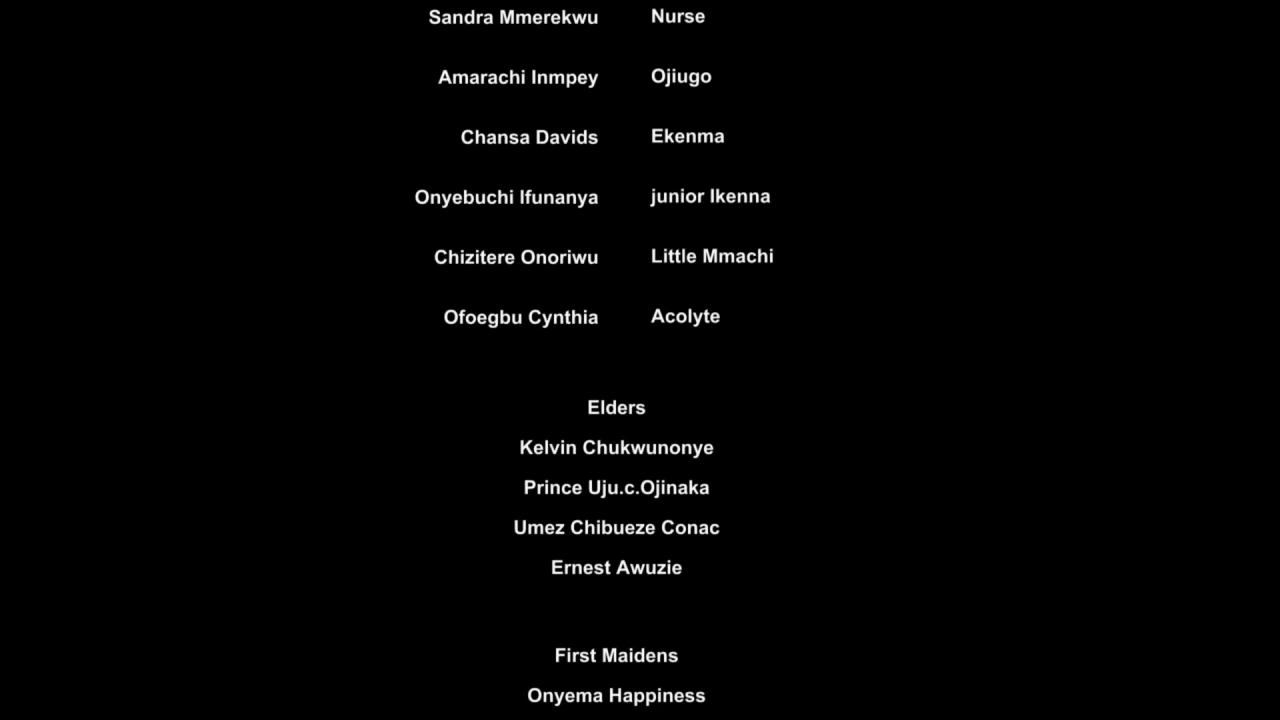 Sandra Mmerekwu Nurse
Amarachi Inmpey Ojiugo
Chansa Davids Ekenma
Onyebuchi Ifunanya junior Ikenna
Chizitere Onoriwu Little Mmachi
Ofoegbu Cynthia Acolyte
Elders
Kelvin Chukwunonye
Prince Uju.c.Ojinaka
Umez Chibueze Conac
Ernest Awuzie
First Maidens
Onyema Happiness